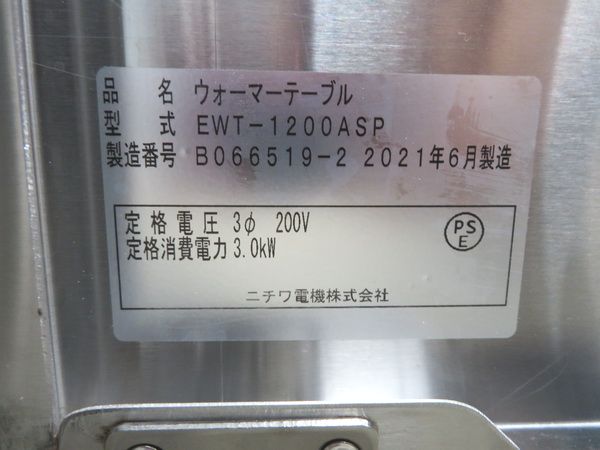 品名 ウォーマーテーブル
型式 EWT-1200ASP
製造番号 B066519-2 2021年6月製造
定格電圧 3φ 200V
定格消費電力 3.0kW
PS
E
ニチワ電機株式会社